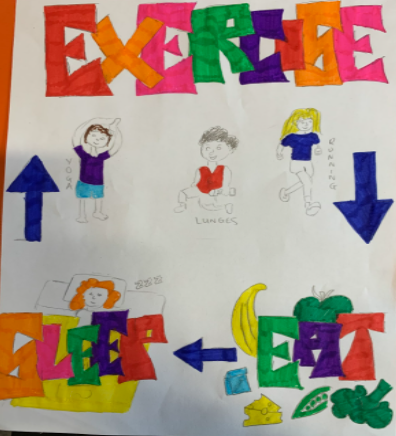 EXERCISE
YOGA
LUNGES
RUNNING
zzz
SLEEP
EAT